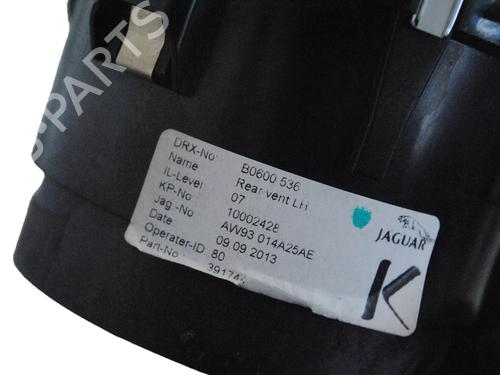 DRX-No: B0600 536
Name Rear vent LH
IL-Level 07
KP-No 10002428
Jag.-No AW93 014A25AE
Date 09.09.2013
Operater-ID 80
Part-No
JAGUAR
K
PARTS